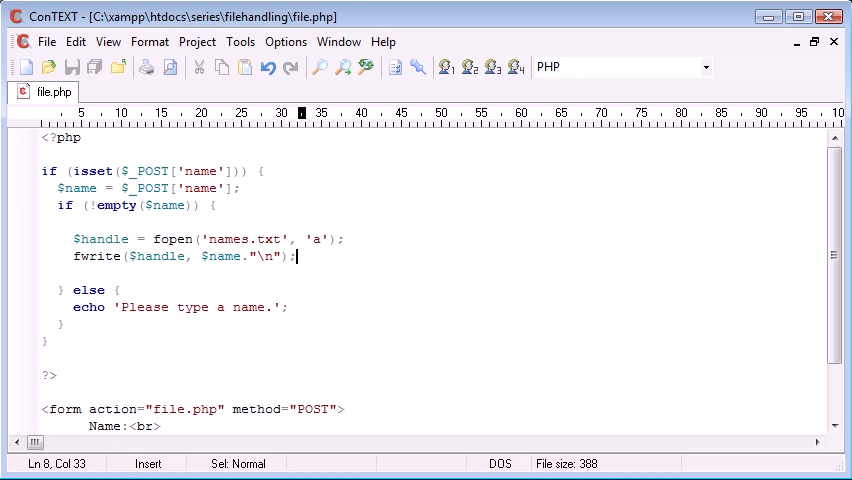 ConTEXT - [C:\xampp\htdocs\series\filehandling\file.php]
File Edit View Format Project Tools Options Window Help
1 2 3 4 PHP
file.php
5 10 15 20 25 30 35 40 45 50 55 60 65 70 75 80 85 90 95 10
<?php
if (isset($_POST['name'])) {
$name = $_POST['name'];
if (!empty($name)) {
$handle = fopen('names.txt', 'a');
fwrite($handle, $name."\n");
} else {
echo 'Please type a name.';
}
}
?>
<form action="file.php" method="POST">
Name:<br>
Ln 8, Col 33 Insert Sel: Normal DOS File size: 388